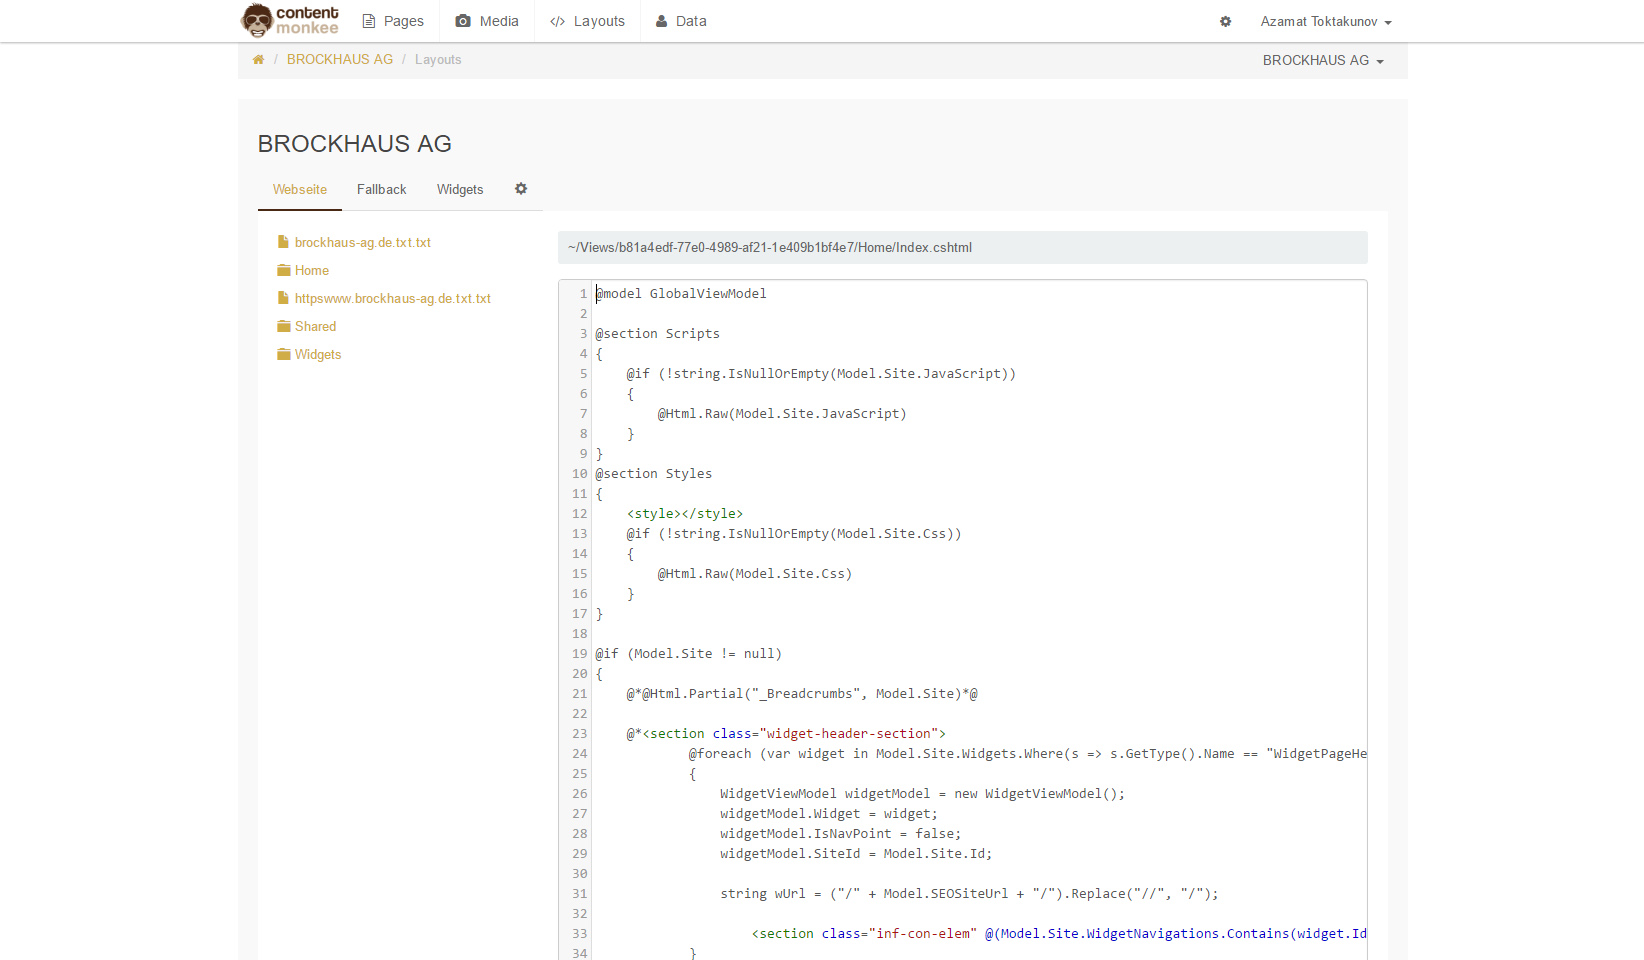 content
monkee
Pages
Media
Layouts
Data
Azamat Toktakunov
/ BROCKHAUS AG / Layouts
BROCKHAUS AG
BROCKHAUS AG
Webseite
Fallback
Widgets
brockhaus-ag.de.txt.txt
Home
httpswww.brockhaus-ag.de.txt.txt
Shared
Widgets
~/Views/b81a4edf-77e0-4989-af21-1e409b1bf4e7/Home/Index.cshtml
1 @model GlobalViewModel
2
3 @section Scripts
4 {
5 @if (!string.IsNullOrEmpty(Model.Site.JavaScript))
6 {
7 @Html.Raw(Model.Site.JavaScript)
8 }
9 }
10 @section Styles
11 {
12 <style></style>
13 @if (!string.IsNullOrEmpty(Model.Site.Css))
14 {
15 @Html.Raw(Model.Site.Css)
16 }
17 }
18
19 @if (Model.Site != null)
20 {
21 @*@Html.Partial("_Breadcrumbs", Model.Site)*@
22
23 @*<section class="widget-header-section">
24 @foreach (var widget in Model.Site.Widgets.Where(s => s.GetType().Name == "WidgetPageHe
25 {
26 WidgetViewModel widgetModel = new WidgetViewModel();
27 widgetModel.Widget = widget;
28 widgetModel.IsNavPoint = false;
29 widgetModel.SiteId = Model.Site.Id;
30
31 string wUrl = ("/" + Model.SEOSiteUrl + "/").Replace("//", "/");
32
33 <section class="inf-con-elem" @(Model.Site.WidgetNavigations.Contains(widget.Id
34 }